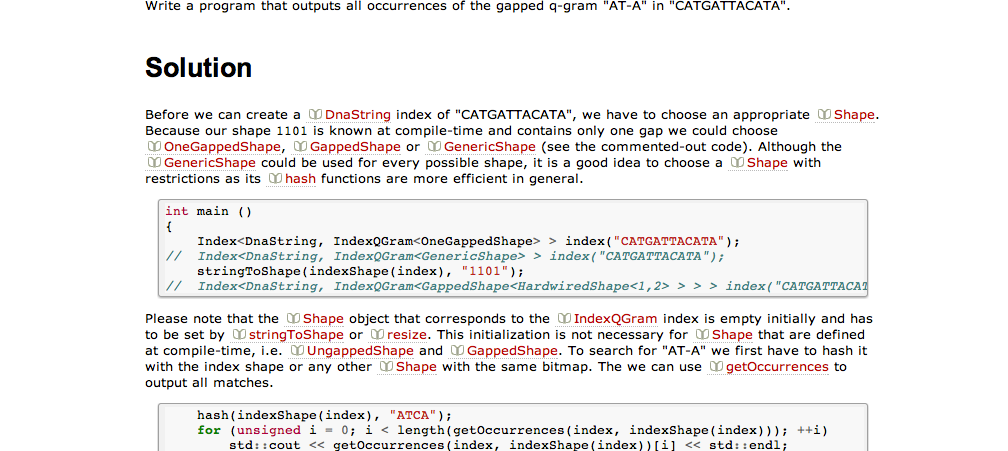 Write a program that outputs all occurrences of the gapped q-gram "AT-A" in "CATGATTACATA".
Solution
Before we can create a DnaString index of "CATGATTACATA", we have to choose an appropriate Shape.
Because our shape 1101 is known at compile-time and contains only one gap we could choose
OneGappedShape, GappedShape or GenericShape (see the commented-out code). Although the
GenericShape could be used for every possible shape, it is a good idea to choose a Shape with
restrictions as its hash functions are more efficient in general.
int main ()
{
    Index<DnaString, IndexQGram<OneGappedShape> > index("CATGATTACATA");
//  Index<DnaString, IndexQGram<GenericShape> > index("CATGATTACATA");
    stringToShape(indexShape(index), "1101");
//  Index<DnaString, IndexQGram<GappedShape<HardwiredShape<1,2> > > > index("CATGATTACAT
Please note that the Shape object that corresponds to the IndexQGram index is empty initially and has
to be set by stringToShape or resize. This initialization is not necessary for Shape that are defined
at compile-time, i.e. UngappedShape and GappedShape. To search for "AT-A" we first have to hash it
with the index shape or any other Shape with the same bitmap. The we can use getOccurrences to
output all matches.
    hash(indexShape(index), "ATCA");
    for (unsigned i = 0; i < length(getOccurrences(index, indexShape(index))); ++i)
        std::cout << getOccurrences(index, indexShape(index))[i] << std::endl;